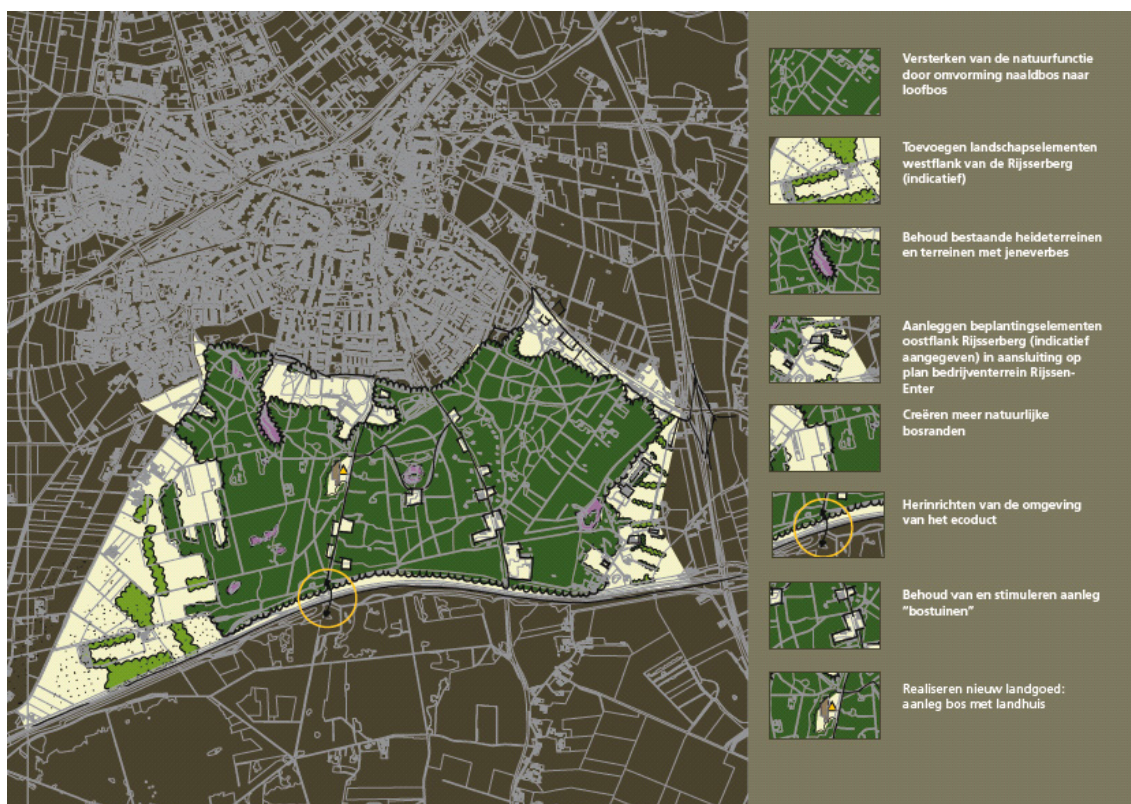 Versterken van de natuurfunctie
door omvorming naaldbos naar
loofbos
Toevoegen landschapselementen
westflank van de Rijsserberg
(indicatief)
Behoud bestaande heideterreinen
en terreinen met jeneverbes
Aanleggen beplantingselementen
oostflank Rijsserberg (indicatief
aangegeven) in aansluiting op
plan bedrijventerrein Rijssen-
Enter
Creëren meer natuurlijke
bosranden
Herinrichten van de omgeving
van het ecoduct
Behoud van en stimuleren aanleg
"bostuinen"
Realiseren nieuw landgoed:
aanleg bos met landhuis